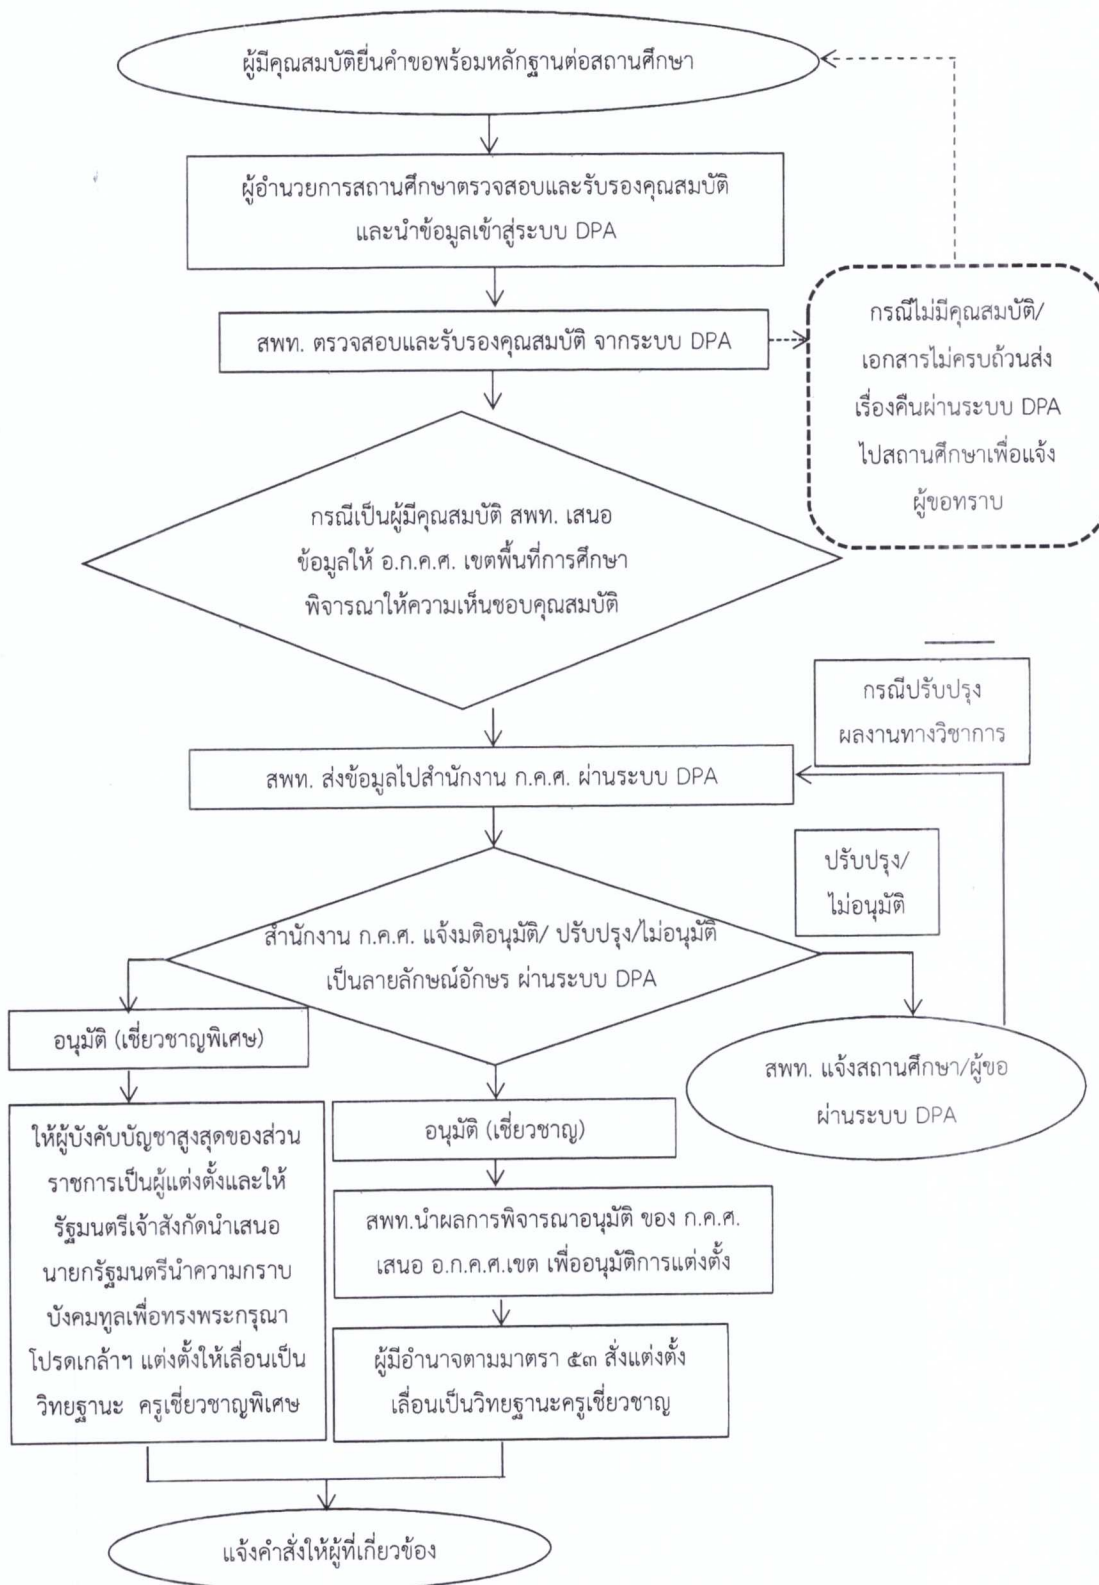 ผู้มีคุณสมบัติยื่นคำขอพร้อมหลักฐานต่อสถานศึกษา
ผู้อำนวยการสถานศึกษาตรวจสอบและรับรองคุณสมบัติ
และนำข้อมูลเข้าสู่ระบบ DPA
สพท. ตรวจสอบและรับรองคุณสมบัติ จากระบบ DPA
กรณีไม่มีคุณสมบัติ/
เอกสารไม่ครบถ้วนส่ง
เรื่องคืนผ่านระบบ DPA
ไปสถานศึกษาเพื่อแจ้ง
ผู้ขอทราบ
กรณีเป็นผู้มีคุณสมบัติ สพท. เสนอ
ข้อมูลให้ อ.ก.ค.ศ. เขตพื้นที่การศึกษา
พิจารณาให้ความเห็นชอบคุณสมบัติ
กรณีปรับปรุง
ผลงานทางวิชาการ
สพท. ส่งข้อมูลไปสำนักงาน ก.ค.ศ. ผ่านระบบ DPA
ปรับปรุง/
ไม่อนุมัติ
สำนักงาน ก.ค.ศ. แจ้งมติอนุมัติ/ ปรับปรุง/ไม่อนุมัติ
เป็นลายลักษณ์อักษร ผ่านระบบ DPA
อนุมัติ (เชี่ยวชาญพิเศษ)
สพท. แจ้งสถานศึกษา/ผู้ขอ
ผ่านระบบ DPA
ให้ผู้บังคับบัญชาสูงสุดของส่วน
ราชการเป็นผู้แต่งตั้งและให้
รัฐมนตรีเจ้าสังกัดนำเสนอ
นายกรัฐมนตรีนำความกราบ
บังคมทูลเพื่อทรงพระกรุณา
โปรดเกล้าฯ แต่งตั้งให้เลื่อนเป็น
วิทยฐานะ ครูเชี่ยวชาญพิเศษ
อนุมัติ (เชี่ยวชาญ)
สพท.นำผลการพิจารณาอนุมัติ ของ ก.ค.ศ.
เสนอ อ.ก.ค.ศ.เขต เพื่ออนุมัติการแต่งตั้ง
ผู้มีอำนาจตามมาตรา ๕๓ สั่งแต่งตั้ง
เลื่อนเป็นวิทยฐานะครูเชี่ยวชาญ
แจ้งคำสั่งให้ผู้ที่เกี่ยวข้อง